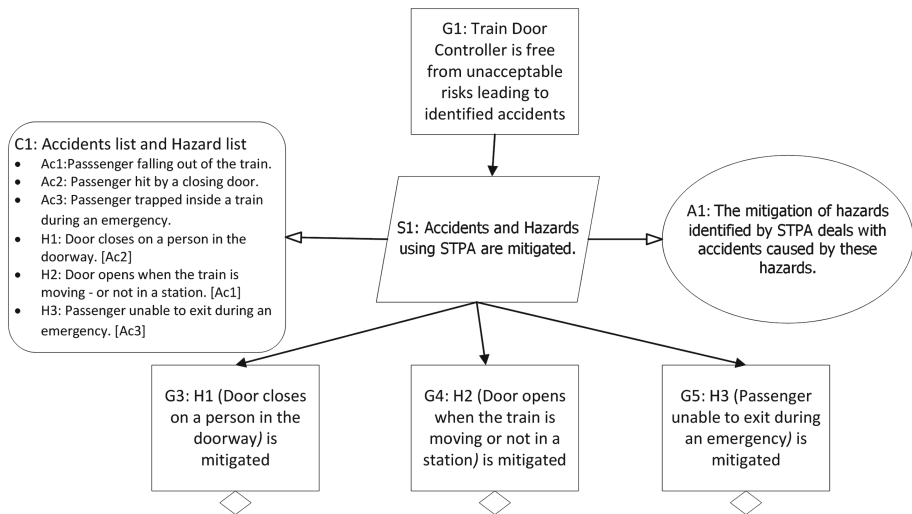 G1: Train Door
Controller is free
from unacceptable
risks leading to
identified accidents
C1: Accidents list and Hazard list
• Ac1:Passsenger falling out of the train.
• Ac2: Passenger hit by a closing door.
• Ac3: Passenger trapped inside a train
during an emergency.
• H1: Door closes on a person in the
doorway. [Ac2]
• H2: Door opens when the train is
moving - or not in a station. [Ac1]
• H3: Passenger unable to exit during an
emergency. [Ac3]
S1: Accidents and Hazards
using STPA are mitigated.
A1: The mitigation of hazards
identified by STPA deals with
accidents caused by these
hazards.
G3: H1 (Door closes
on a person in the
doorway) is
mitigated
G4: H2 (Door opens
when the train is
moving or not in a
station) is mitigated
G5: H3 (Passenger
unable to exit during
an emergency) is
mitigated